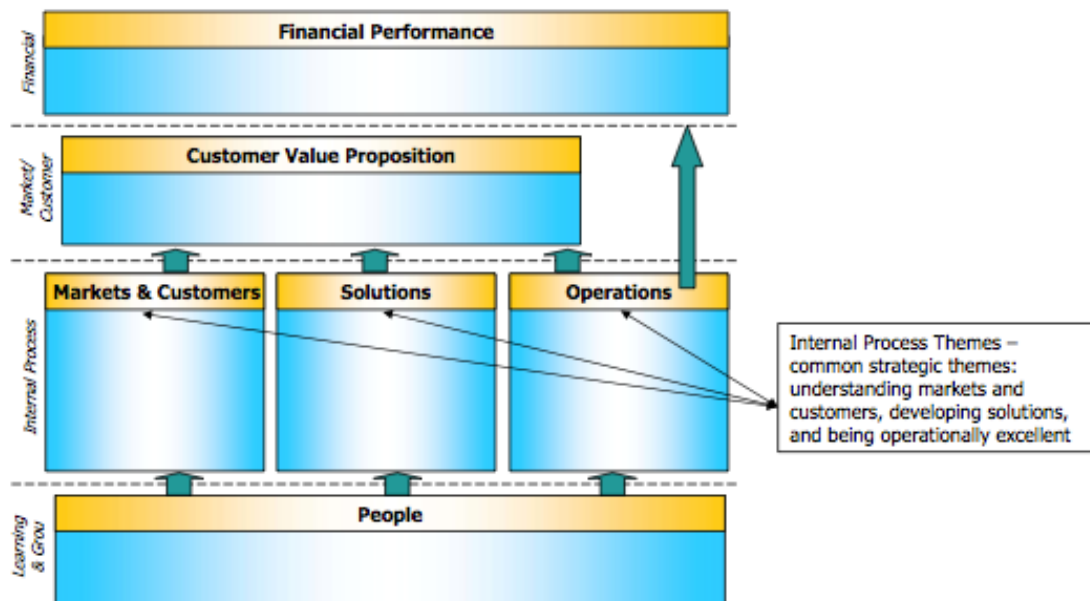 Financial
Financial Performance
Market/
Customer
Customer Value Proposition
Internal Process
Markets & Customers
Solutions
Operations
Internal Process Themes –
common strategic themes:
understanding markets and
customers, developing solutions,
and being operationally excellent
Learning
& Grou
People